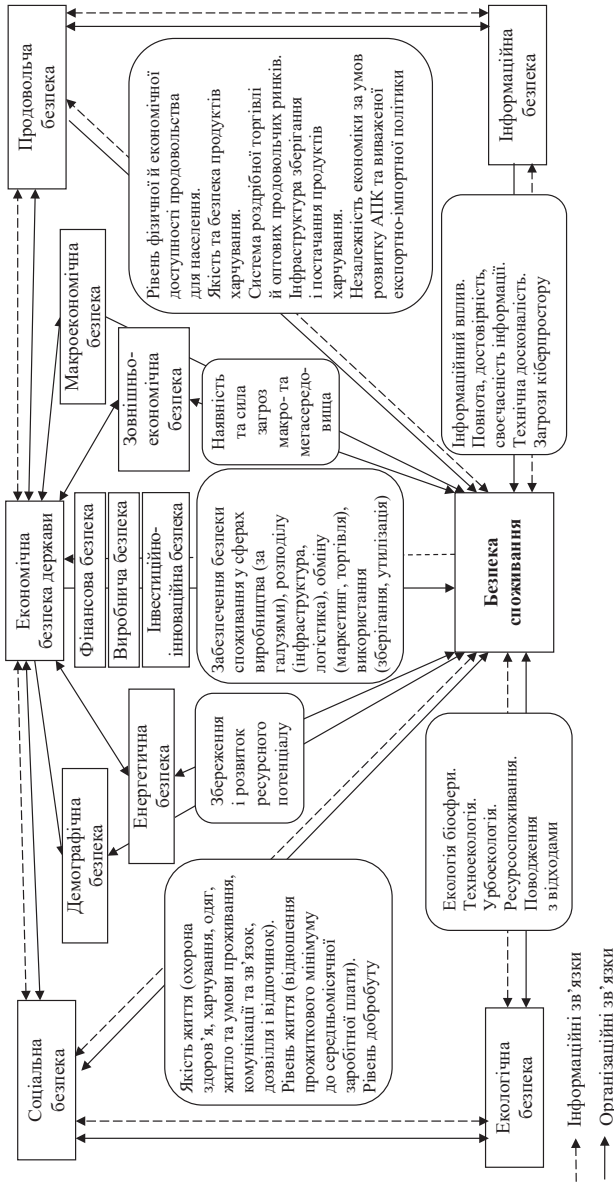 Соціальна
безпека
Економічна
безпека держави
Продовольча
безпека
Демографічна
безпека
Енергетична
безпека
Фінансова безпека
Виробнича безпека
Інвестиційно-
інноваційна безпека
Макроекономічна
безпека
Зовнішньо-
економічна
безпека
Якість життя (охорона
здоров’я, харчування, одяг,
житло та умови проживання,
комунікації та зв’язок,
дозвілля і відпочинок).
Рівень життя (відношення
прожиткового мінімуму
до середньомісячної
заробітної плати).
Рівень добробуту
Збереження
і розвиток
ресурсного
потенціалу
Забезпечення безпеки
споживання у сферах
виробництва (за
галузями), розподілу
(інфраструктура,
логістика), обміну
(маркетинг, торгівля),
використання
(зберігання, утилізація)
Наявність
та сила
загроз
макро- та
мегасередо-
вища
Рівень фізичної й економічної
доступності продовольства
для населення.
Якість та безпека продуктів
харчування.
Система роздрібної торгівлі
й оптових продовольчих ринків.
Інфраструктура зберігання
і постачання продуктів
харчування.
Незалежність економіки за умов
розвитку АПК та виваженої
експортно-імпортної політики
Екологія біосфери.
Техноекологія.
Урбоекологія.
Ресурсоспоживання.
Поводження
з відходами
Інформаційний вплив.
Повнота, достовірність,
своєчасність інформації.
Технічна досконалість.
Загрози кіберпростору
Екологічна
безпека
Безпека
споживання
Інформаційна
безпека
Інформаційні зв’язки
Організаційні зв’язки